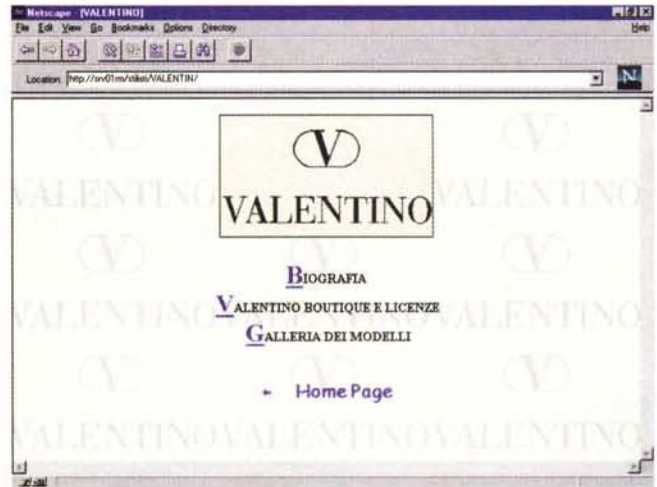 Netscape - [VALENTINO]
File Edit View Go Bookmarks Options Directory Help
Location: http://srv01m/stilisti/VALENTIN/
N
V
VALENTINO
BIOGRAFIA
VALENTINO BOUTIQUE E LICENZE
GALLERIA DEI MODELLI
← Home Page